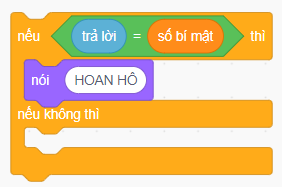 nếu trả lời = số bí mật thì
nói HOAN HÔ
nếu không thì